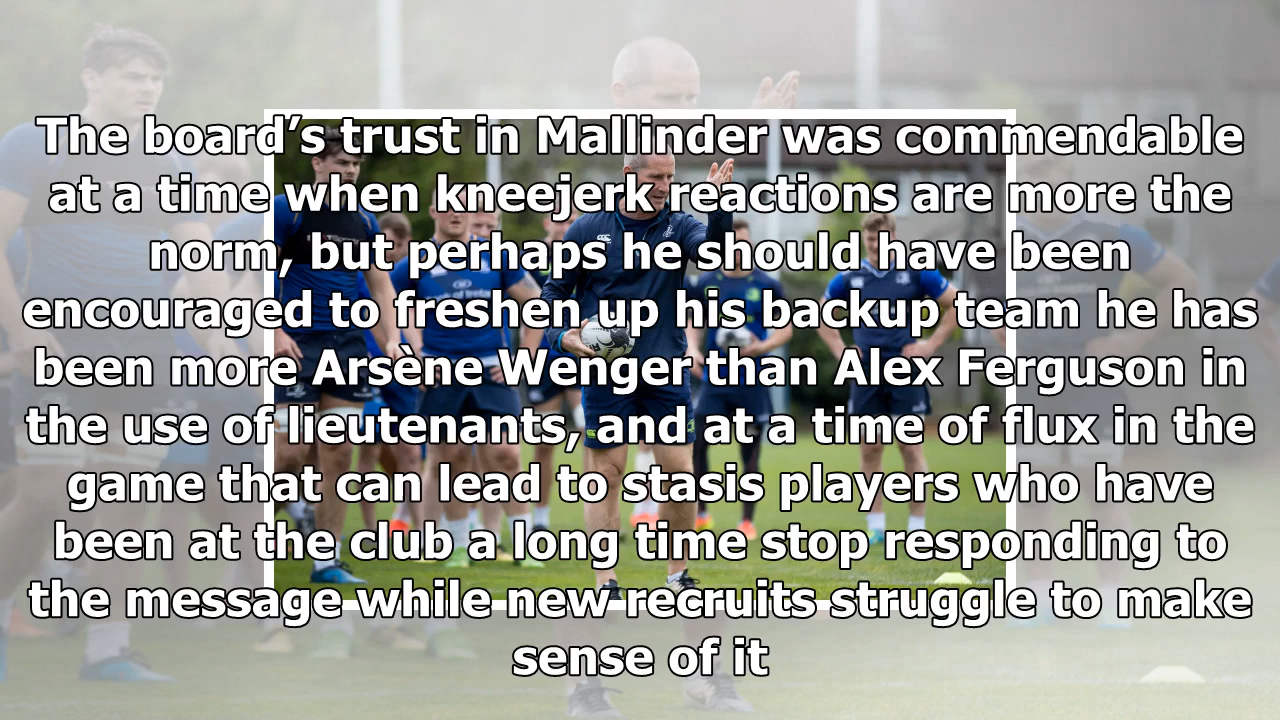 The board’s trust in Mallinder was commendable
at a time when kneejerk reactions are more the
norm, but perhaps he should have been
encouraged to freshen up his backup team he has
been more Arsène Wenger than Alex Ferguson in
the use of lieutenants, and at a time of flux in the
game that can lead to stasis players who have
been at the club a long time stop responding to
the message while new recruits struggle to make
sense of it